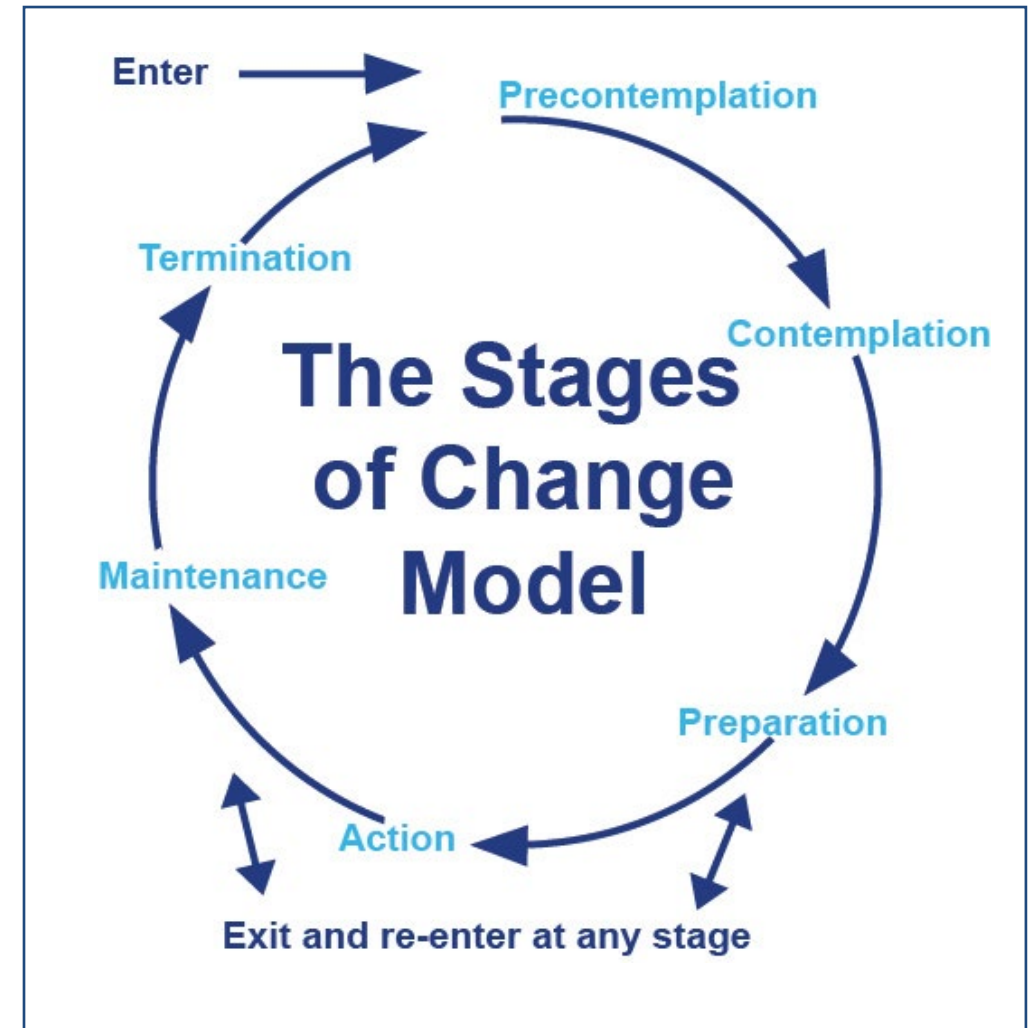 Enter
Precontemplation
Termination
Contemplation
The Stages
of Change
Model
Maintenance
Preparation
Action
Exit and re-enter at any stage